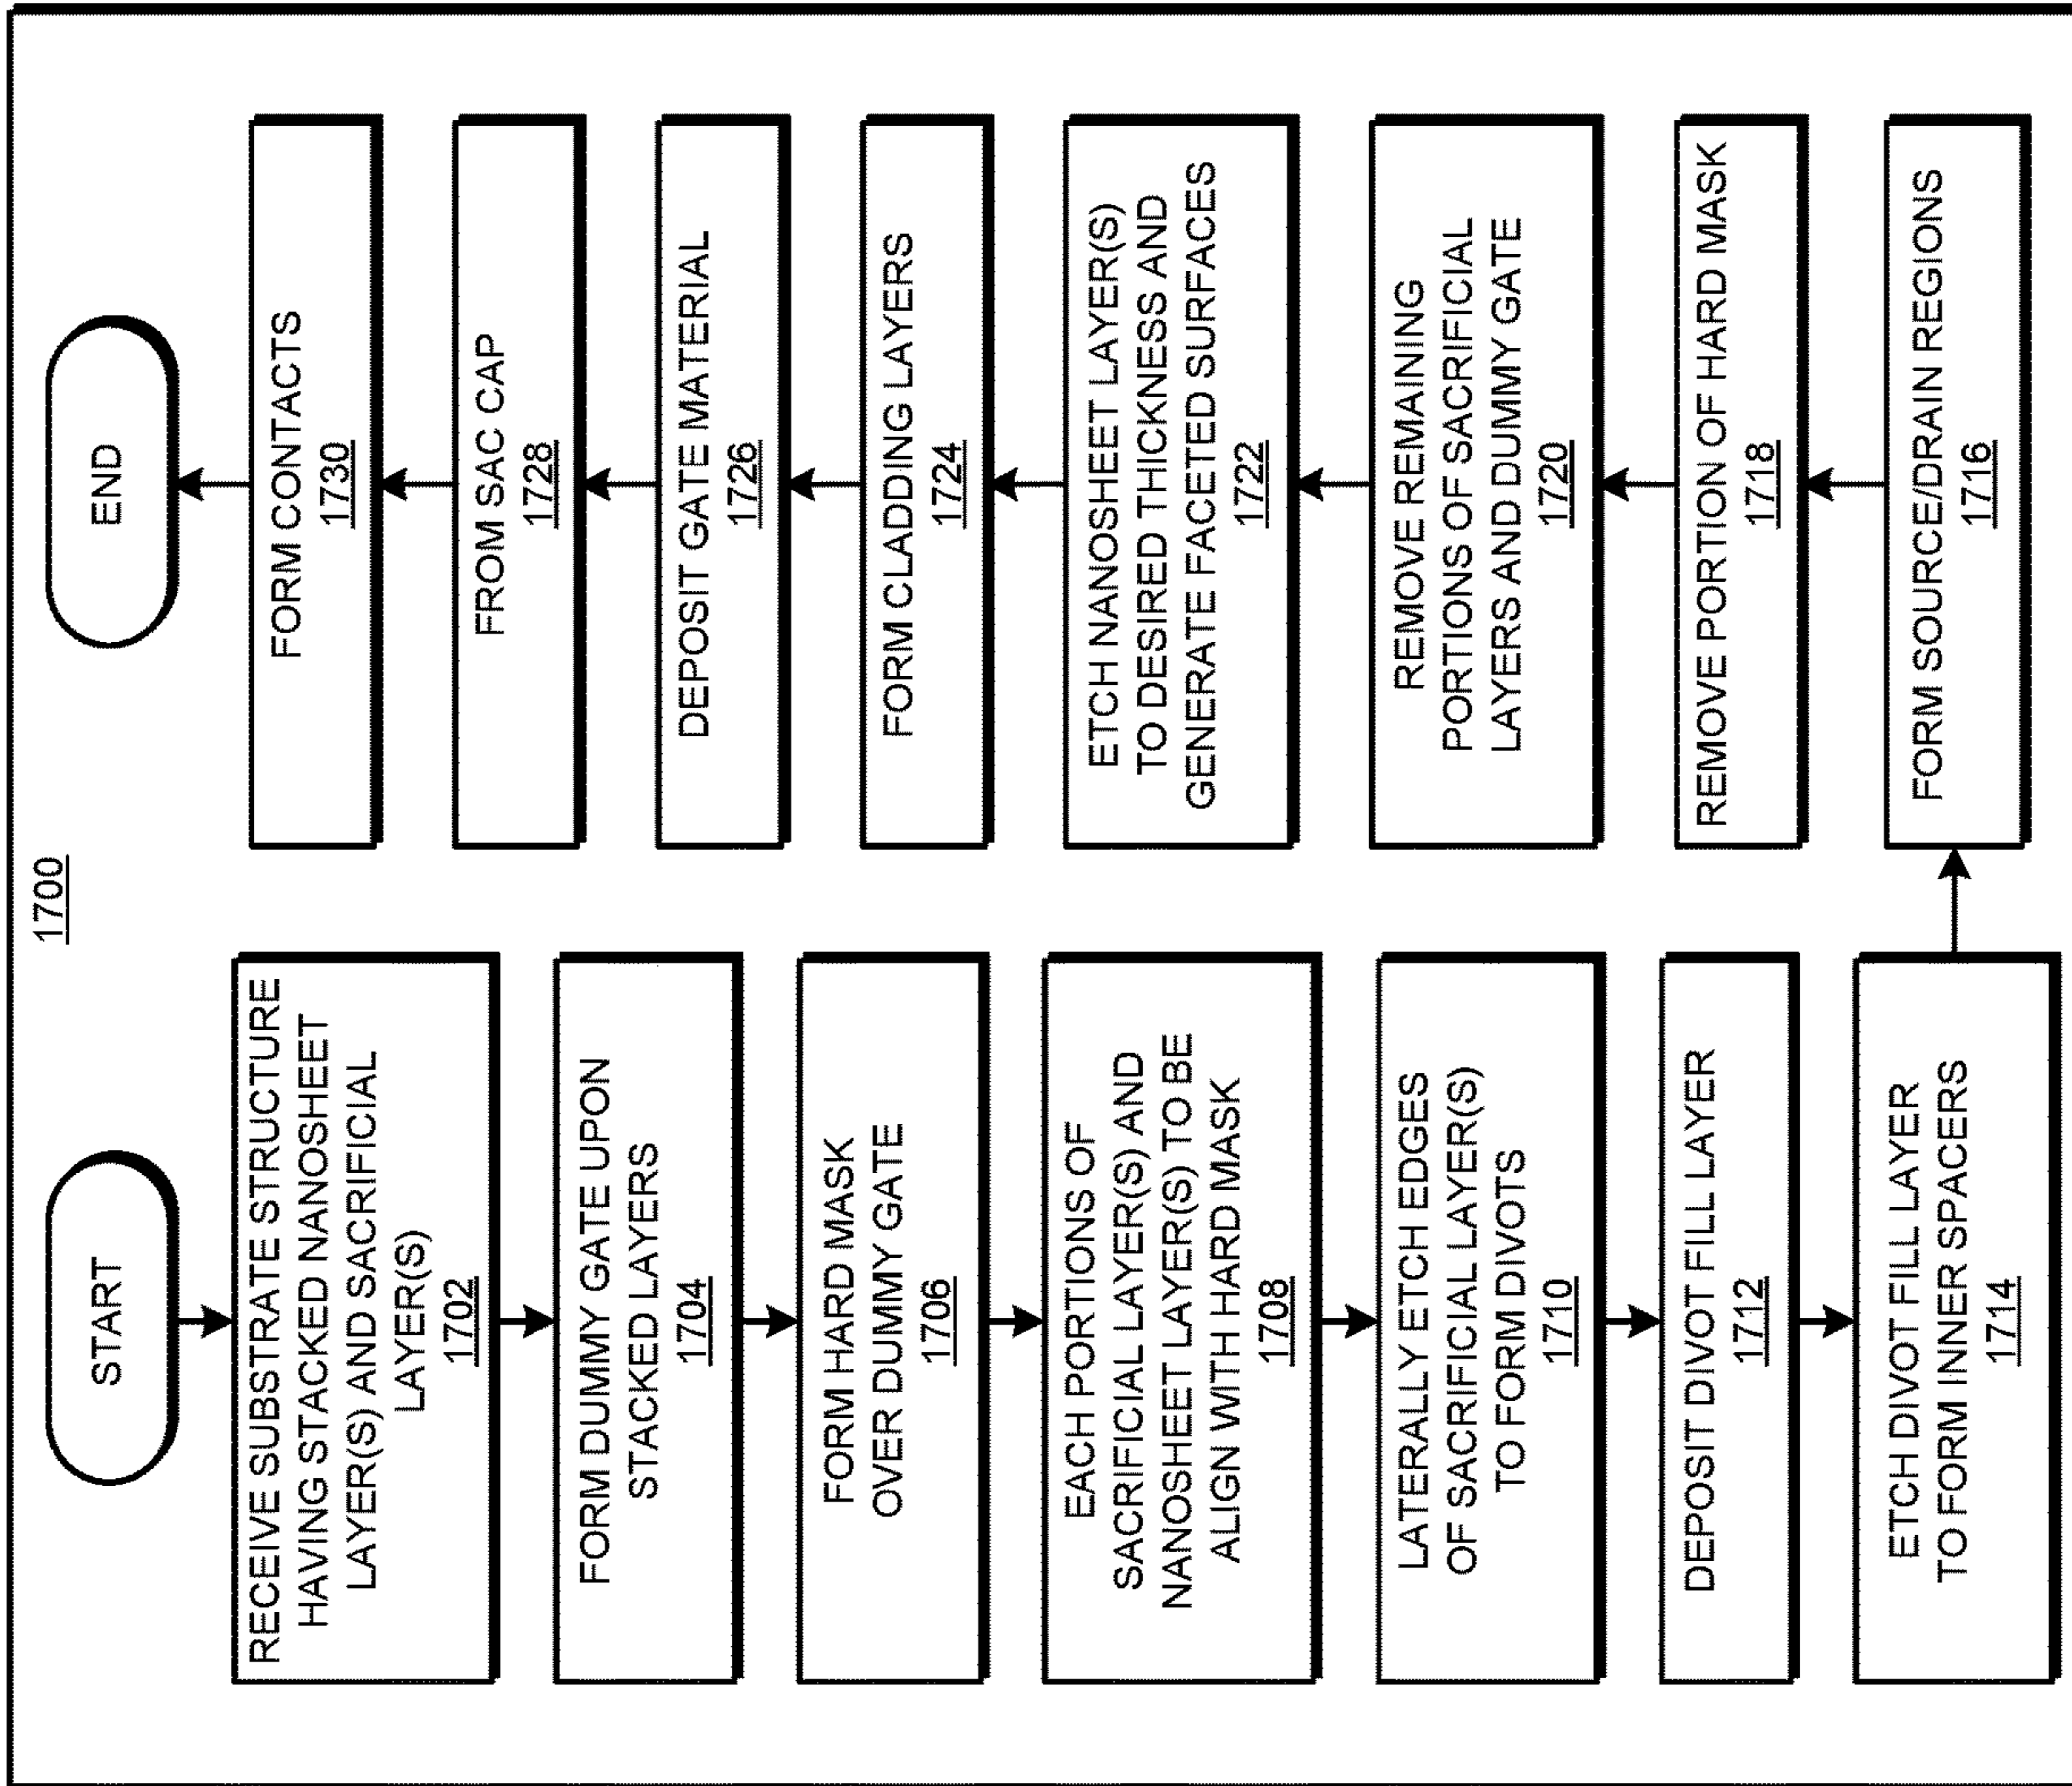 1700
START
RECEIVE SUBSTRATE STRUCTURE
HAVING STACKED NANOSHEET
LAYER(S) AND SACRIFICIAL
LAYER(S)
1702
FORM DUMMY GATE UPON
STACKED LAYERS
1704
FORM HARD MASK
OVER DUMMY GATE
1706
EACH PORTIONS OF
SACRIFICIAL LAYER(S) AND
NANOSHEET LAYER(S) TO BE
ALIGN WITH HARD MASK
1708
LATERALLY ETCH EDGES
OF SACRIFICIAL LAYER(S)
TO FORM DIVOTS
1710
DEPOSIT DIVOT FILL LAYER
1712
ETCH DIVOT FILL LAYER
TO FORM INNER SPACERS
1714
FORM SOURCE/DRAIN REGIONS
1716
REMOVE PORTION OF HARD MASK
1718
REMOVE REMAINING
PORTIONS OF SACRIFICIAL
LAYERS AND DUMMY GATE
1720
ETCH NANOSHEET LAYER(S)
TO DESIRED THICKNESS AND
GENERATE FACETED SURFACES
1722
FORM CLADDING LAYERS
1724
DEPOSIT GATE MATERIAL
1726
FROM SAC CAP
1728
FORM CONTACTS
1730
END